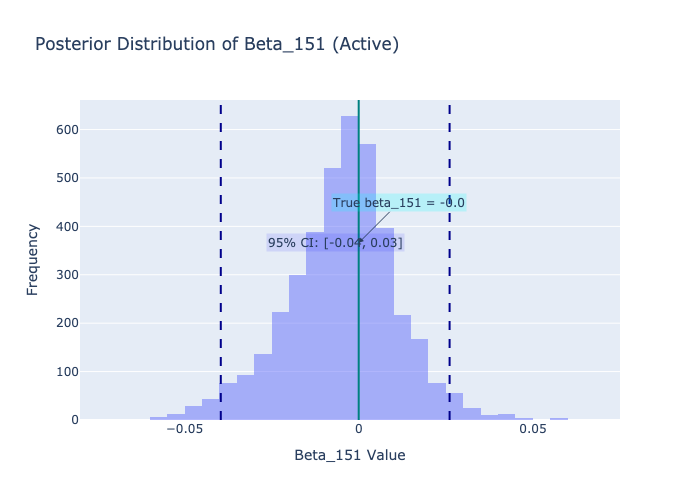 Posterior Distribution of Beta_151 (Active)
600
500
400
300
200
100
0
Frequency
True beta_151 = -0.0
95% CI: [-0.04, 0.03]
−0.05
0
0.05
Beta_151 Value